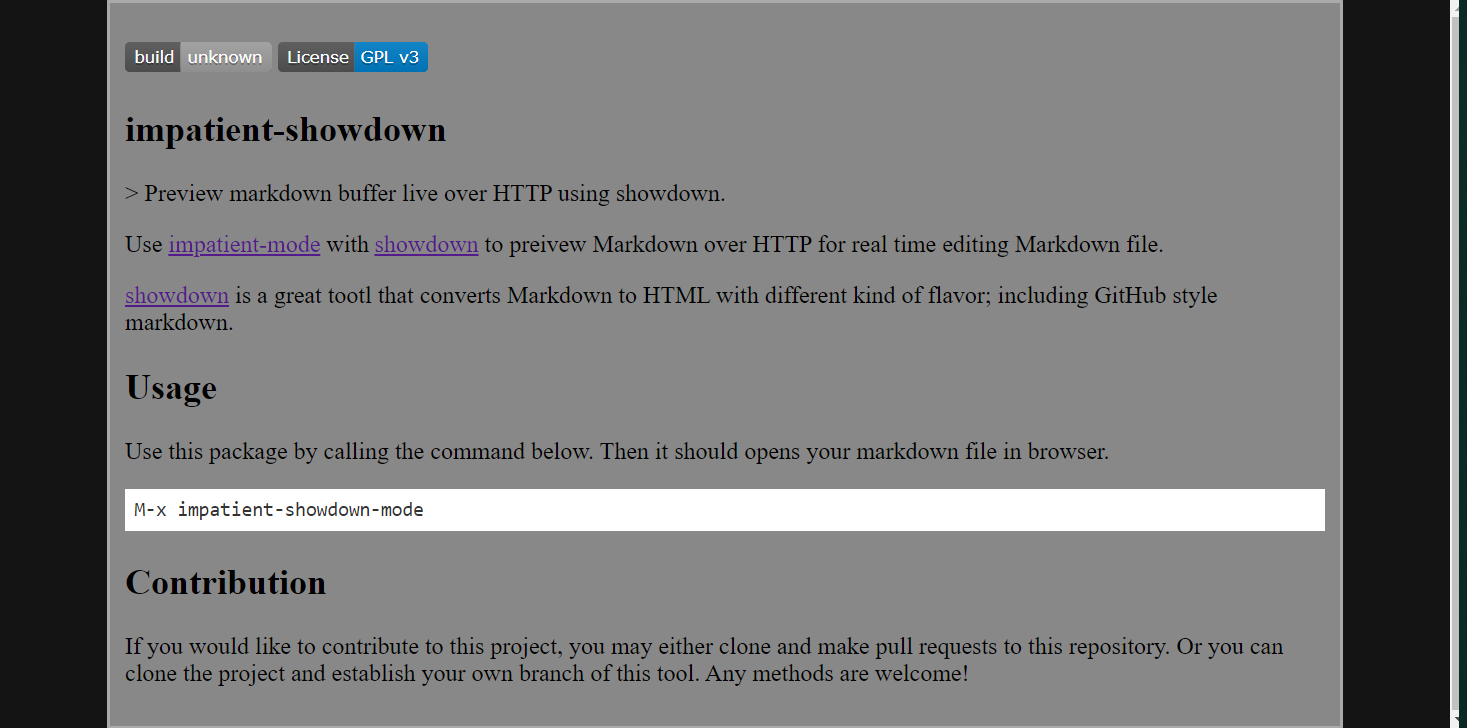 build unknown License GPL v3
impatient-showdown
> Preview markdown buffer live over HTTP using showdown.
Use impatient-mode with showdown to preivew Markdown over HTTP for real time editing Markdown file.
showdown is a great tootl that converts Markdown to HTML with different kind of flavor; including GitHub style
markdown.
Usage
Use this package by calling the command below. Then it should opens your markdown file in browser.
M-x impatient-showdown-mode
Contribution
If you would like to contribute to this project, you may either clone and make pull requests to this repository. Or you can
clone the project and establish your own branch of this tool. Any methods are welcome!